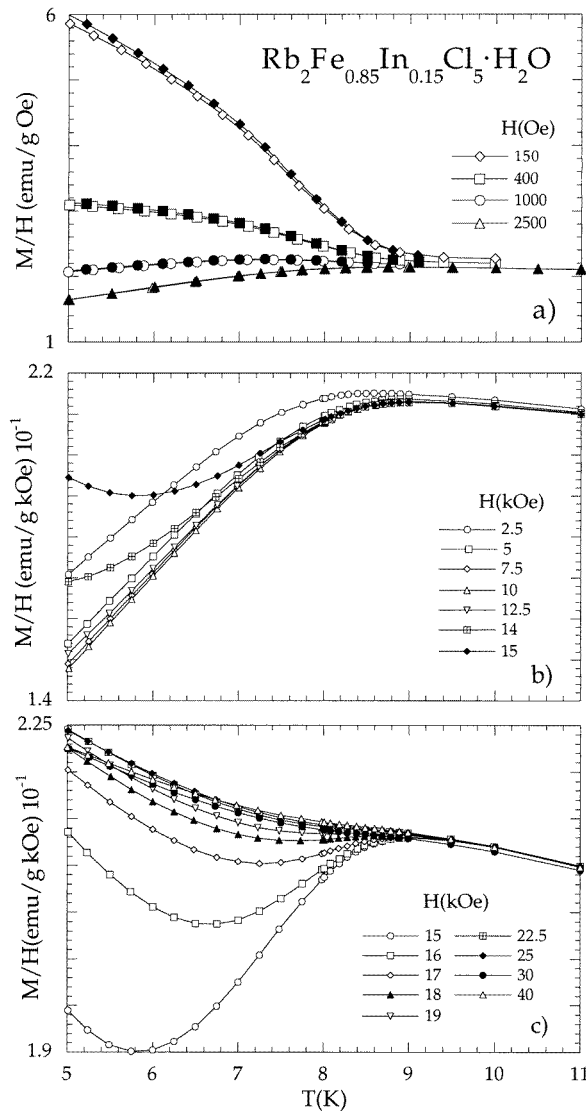 6
Rb₂Fe₀.₈₅In₀.₁₅Cl₅·H₂O
H(Oe)
150
400
1000
2500
M/H (emu/g Oe)
a)
1
2.2
M/H (emu/g kOe) 10⁻¹
H(kOe)
2.5
5
7.5
10
12.5
14
15
b)
1.4
2.25
M/H(emu/g kOe) 10⁻¹
H(kOe)
15 22.5
16 25
17 30
18 40
19
c)
1.9
5 6 7 8 9 10 11
T(K)